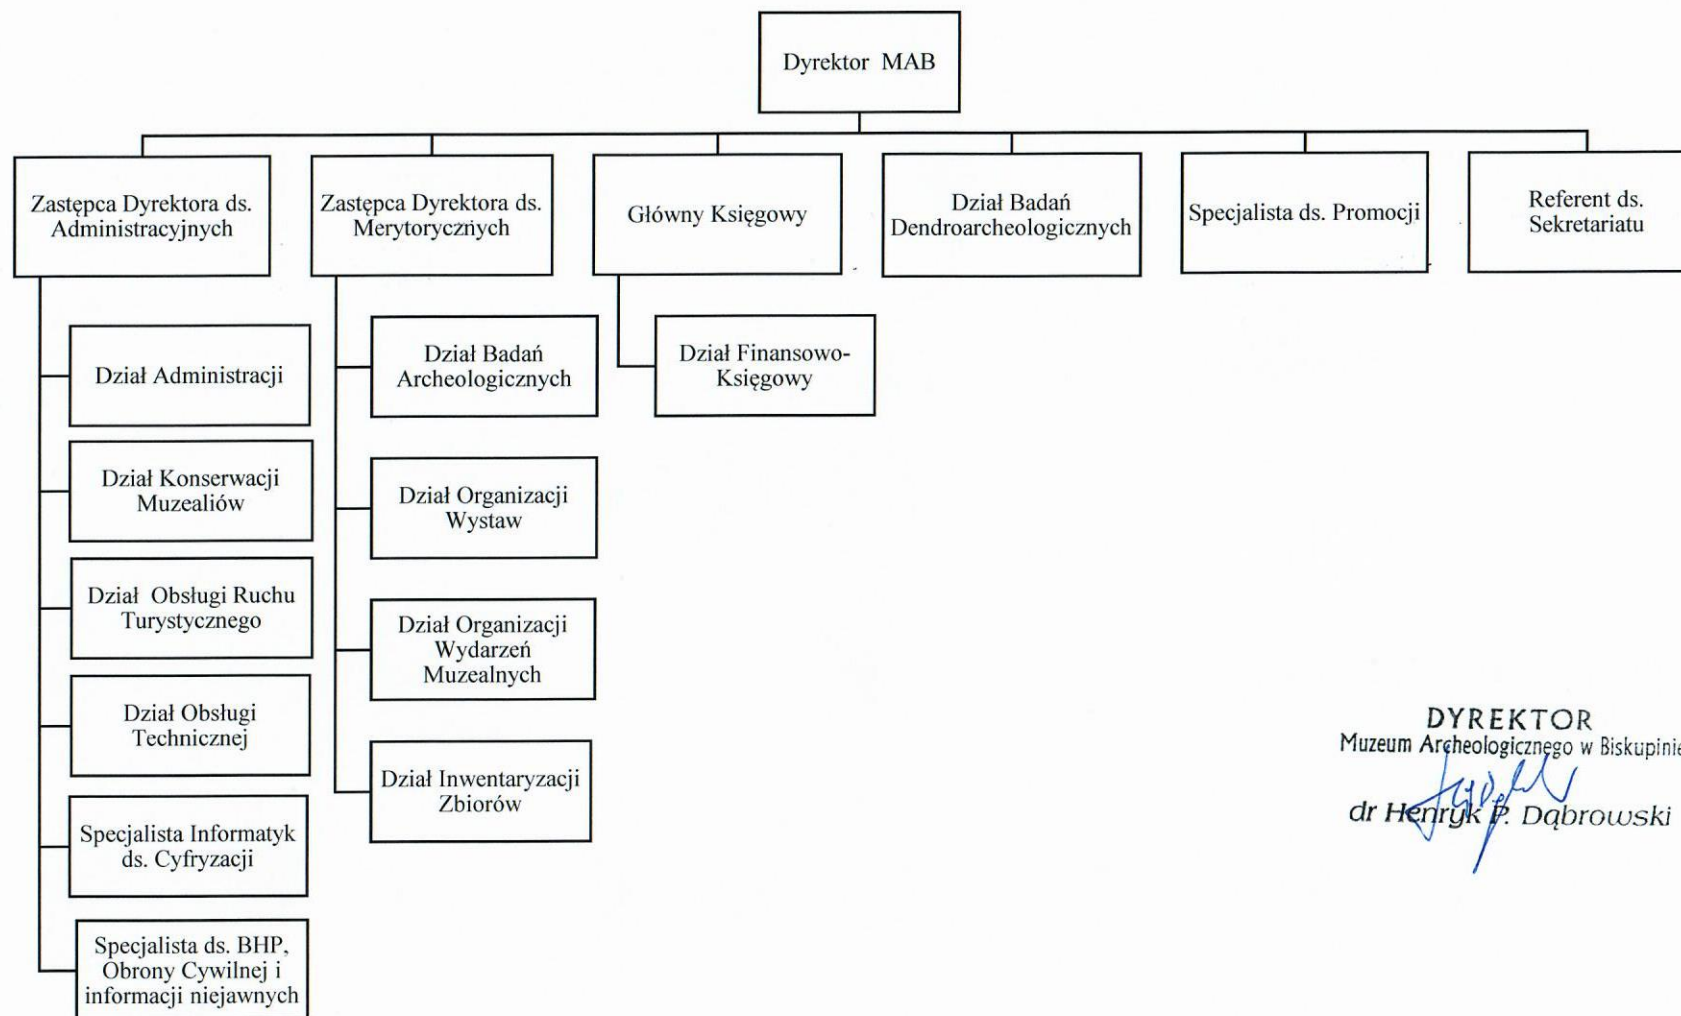 Dyrektor MAB
Zastępca Dyrektora ds.
Administracyjnych
Zastępca Dyrektora ds.
Merytorycznych
Główny Księgowy
Dział Badań
Dendroarcheologicznych
Specjalista ds. Promocji
Referent ds.
Sekretariatu
Dział Administracji
Dział Konserwacji
Muzealiów
Dział Obsługi Ruchu
Turystycznego
Dział Obsługi
Technicznej
Specjalista Informatyk
ds. Cyfryzacji
Specjalista ds. BHP,
Obrony Cywilnej i
informacji niejawnych
Dział Badań
Archeologicznych
Dział Organizacji
Wystaw
Dział Organizacji
Wydarzeń
Muzealnych
Dział Inwentaryzacji
Zbiorów
Dział Finansowo-
Księgowy
DYREKTOR
Muzeum Archeologicznego w Biskupinie
dr Henryk P. Dąbrowski